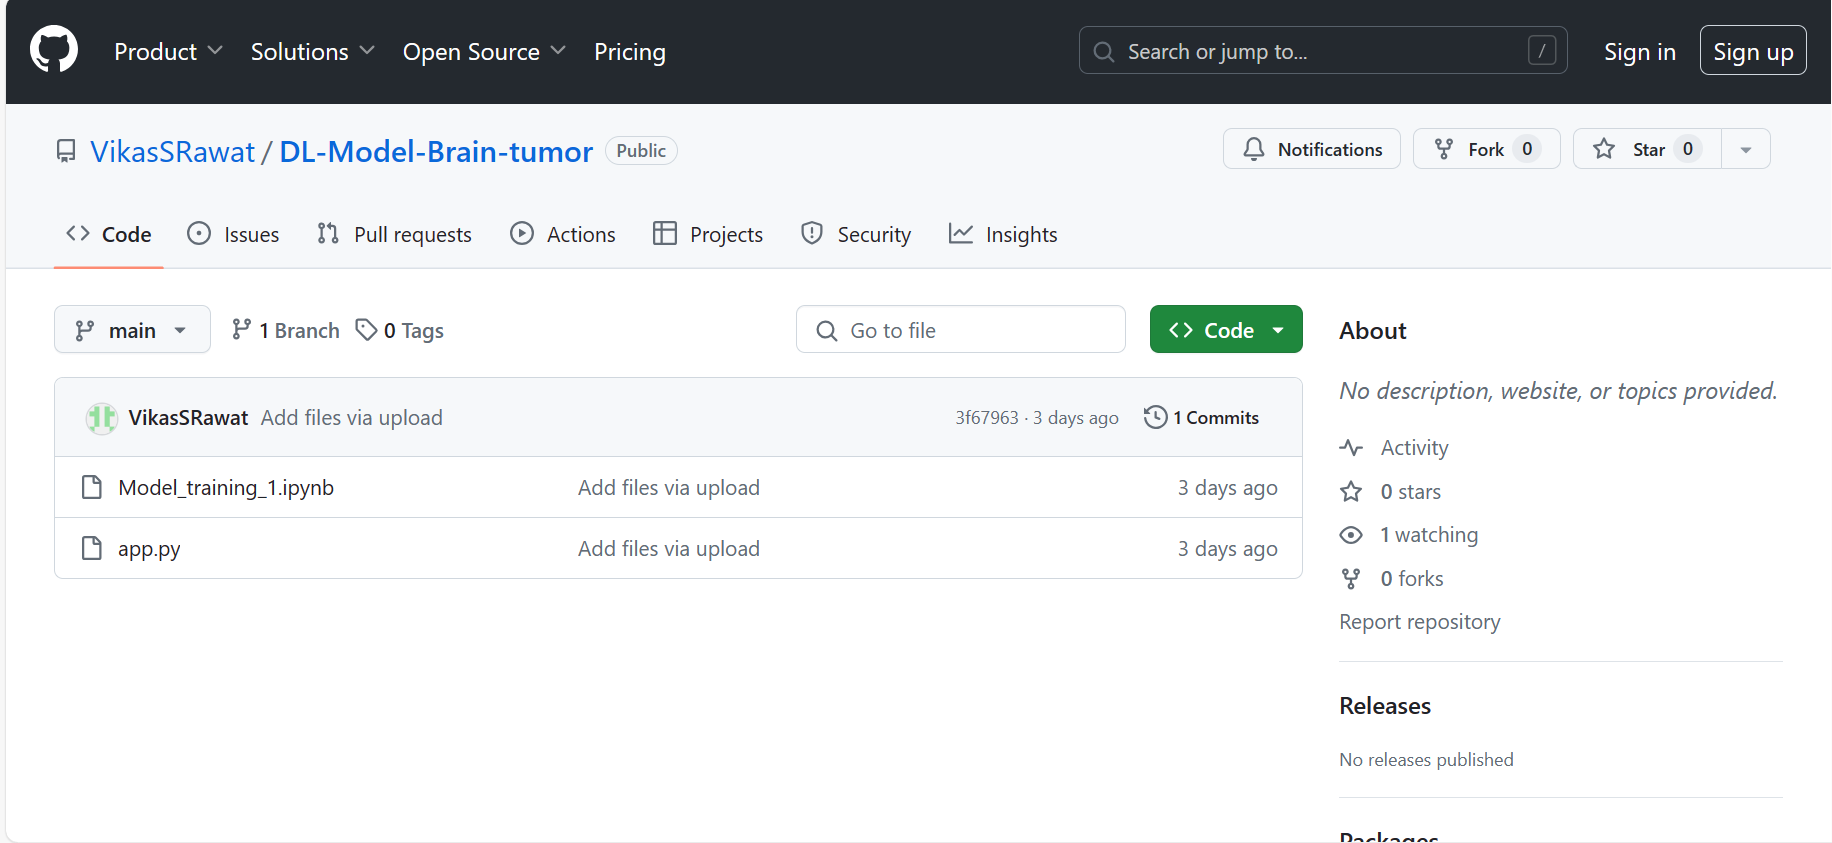 Product Solutions Open Source Pricing Search or jump to... / Sign in Sign up
VikasSRawat / DL-Model-Brain-tumor Public Notifications Fork 0 Star 0
Code Issues Pull requests Actions Projects Security Insights
main 1 Branch 0 Tags Go to file Code
VikasSRawat Add files via upload 3f67963 · 3 days ago 1 Commits
Model_training_1.ipynb Add files via upload 3 days ago
app.py Add files via upload 3 days ago
About
No description, website, or topics provided.
Activity
0 stars
1 watching
0 forks
Report repository
Releases
No releases published
Packages